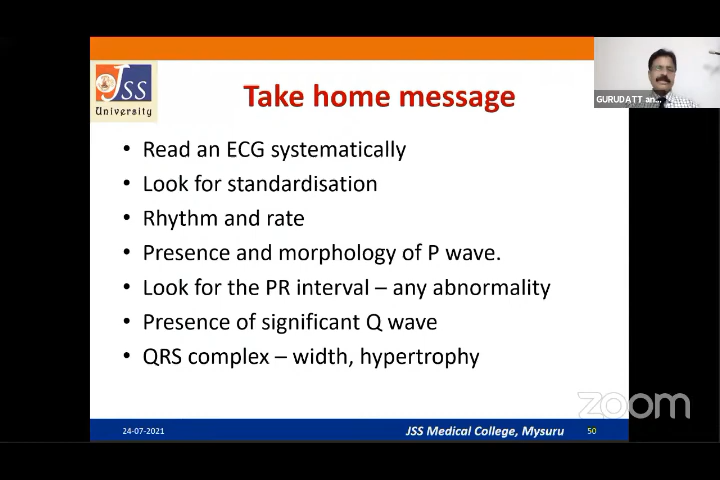 JSS
University
Take home message
GURUDATT an...
• Read an ECG systematically
• Look for standardisation
• Rhythm and rate
• Presence and morphology of P wave.
• Look for the PR interval – any abnormality
• Presence of significant Q wave
• QRS complex – width, hypertrophy
zoom
24-07-2021
JSS Medical College, Mysuru
50